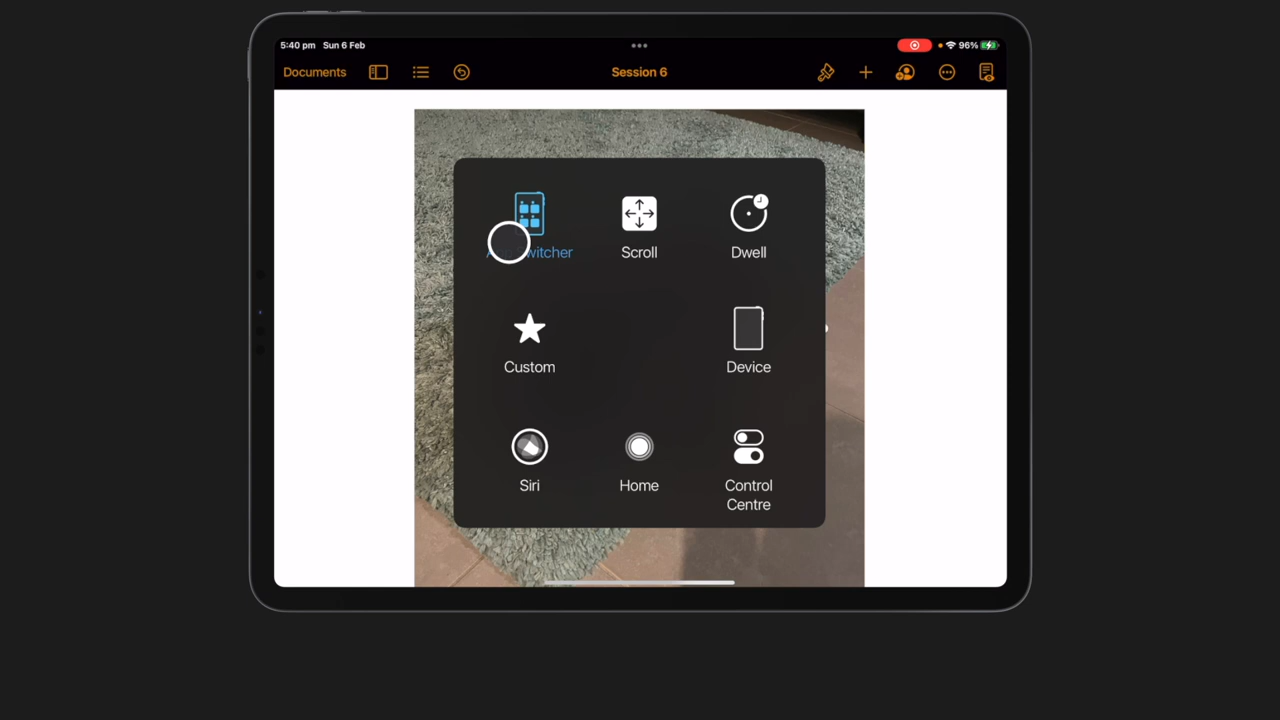 5:40 pm Sun 6 Feb
96%
Documents
Session 6
Scroll
Dwell
Custom
Device
Siri
Home
Control
Centre